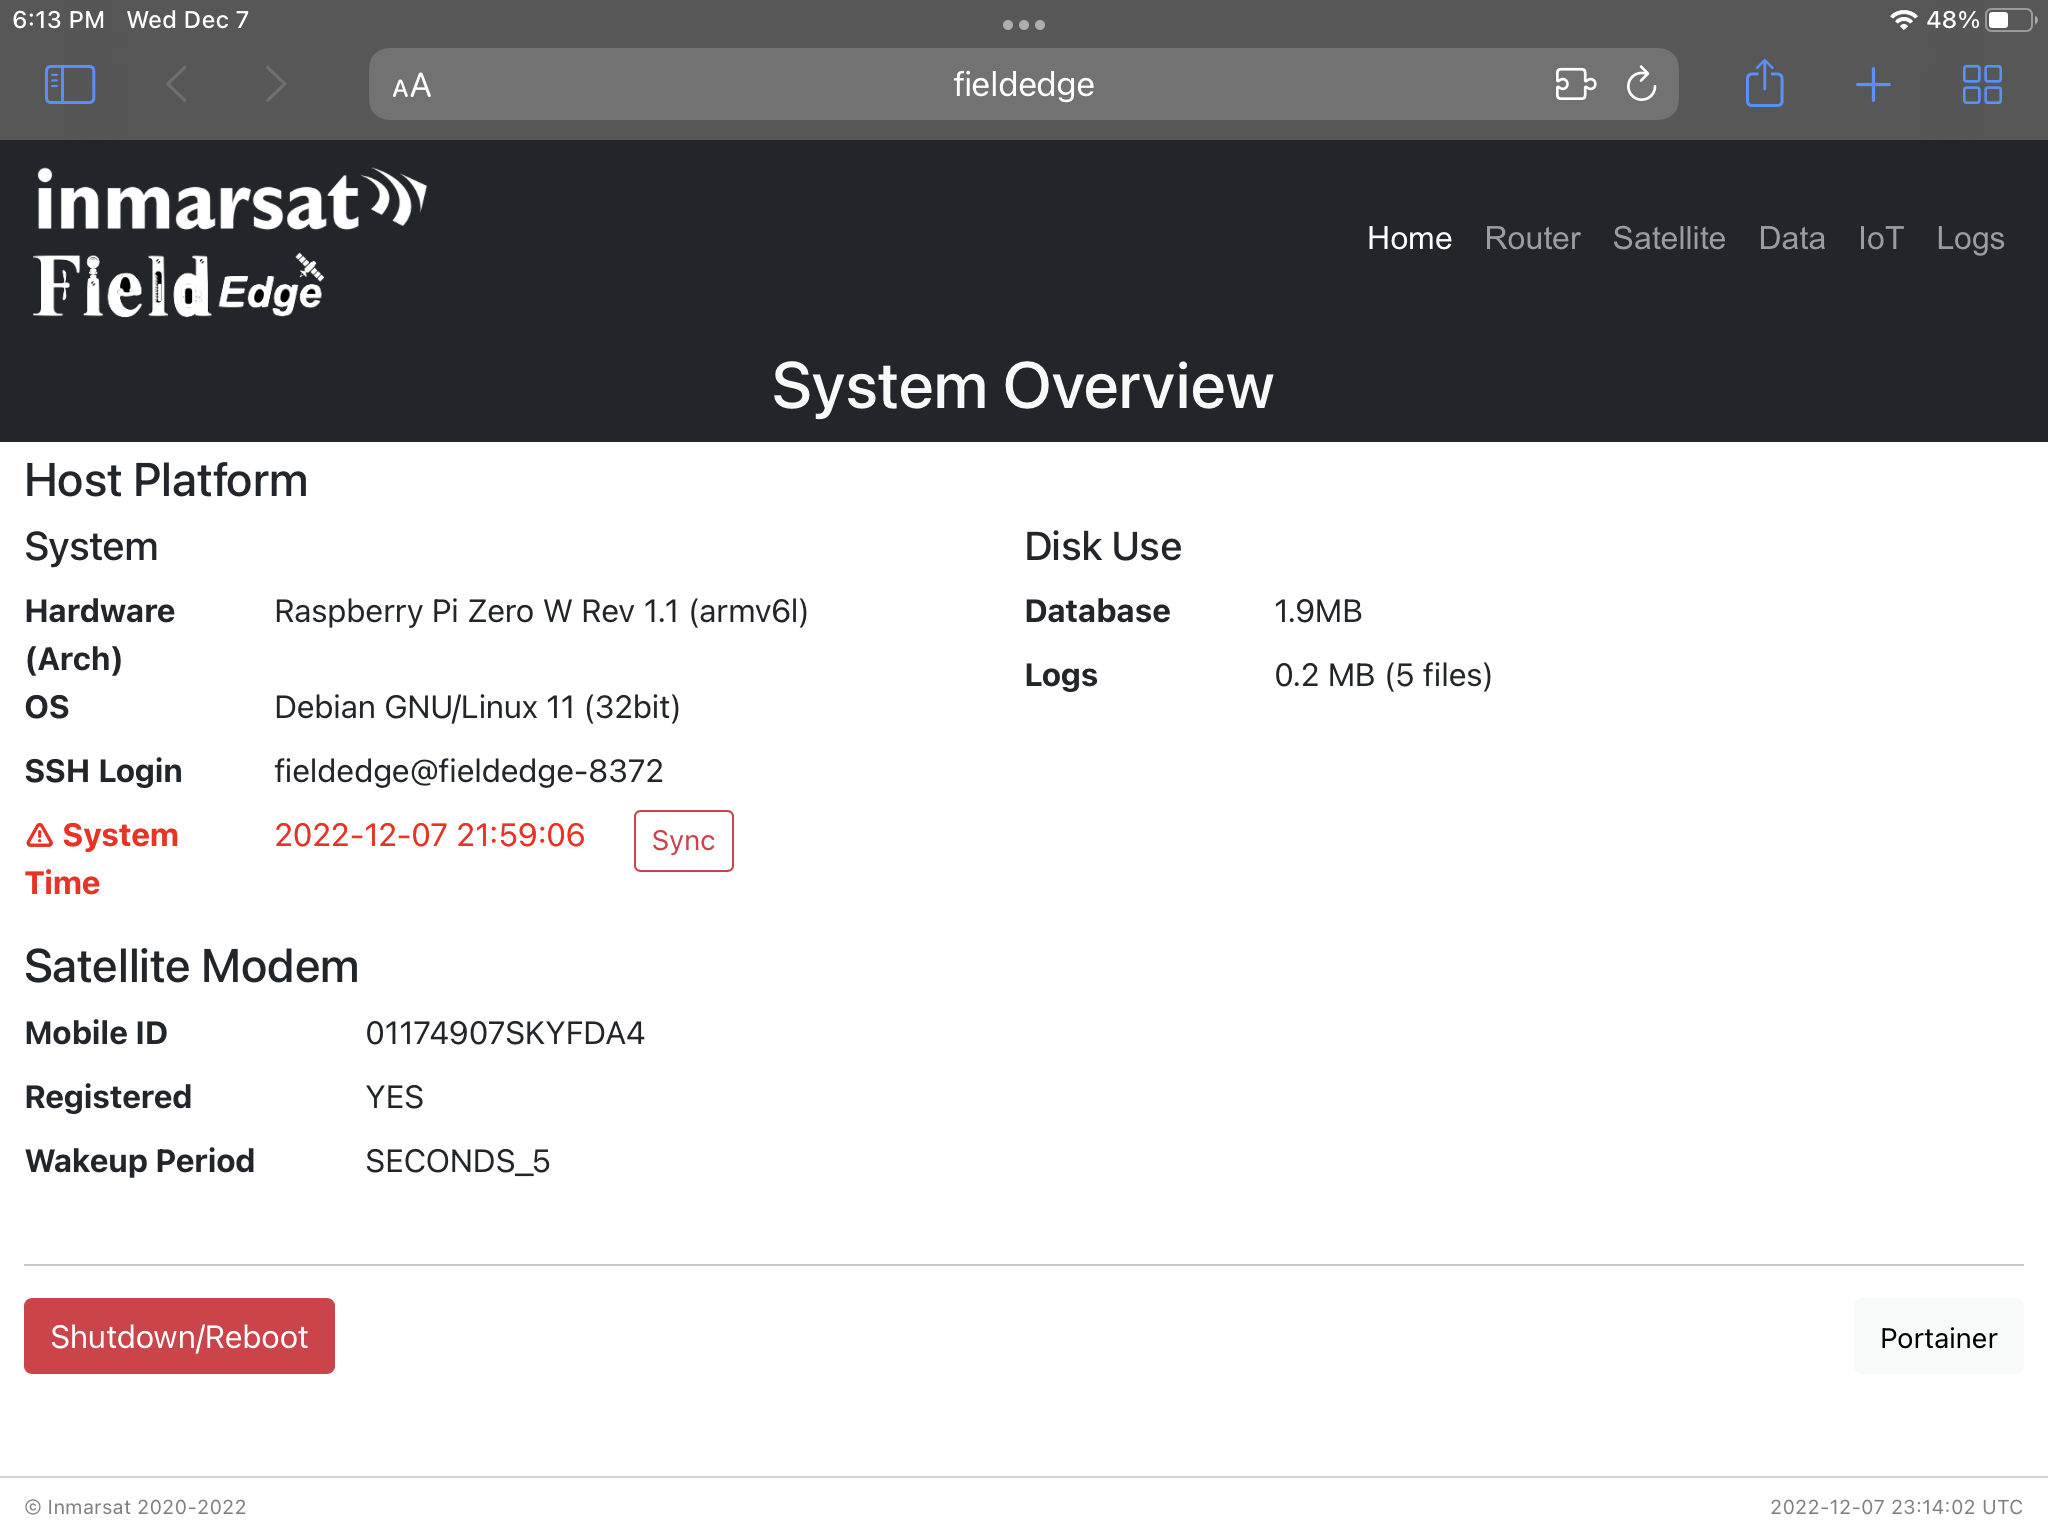 6:13 PM Wed Dec 7
48%
AA
fieldedge
inmarsat
Field Edge
Home Router Satellite Data IoT Logs
System Overview
Host Platform
System
Hardware (Arch)
Raspberry Pi Zero W Rev 1.1 (armv6l)
OS
Debian GNU/Linux 11 (32bit)
SSH Login
fieldedge@fieldedge-8372
System Time
2022-12-07 21:59:06
Sync
Disk Use
Database
1.9MB
Logs
0.2 MB (5 files)
Satellite Modem
Mobile ID
01174907SKYFDA4
Registered
YES
Wakeup Period
SECONDS_5
Shutdown/Reboot
Portainer
© Inmarsat 2020-2022
2022-12-07 23:14:02 UTC